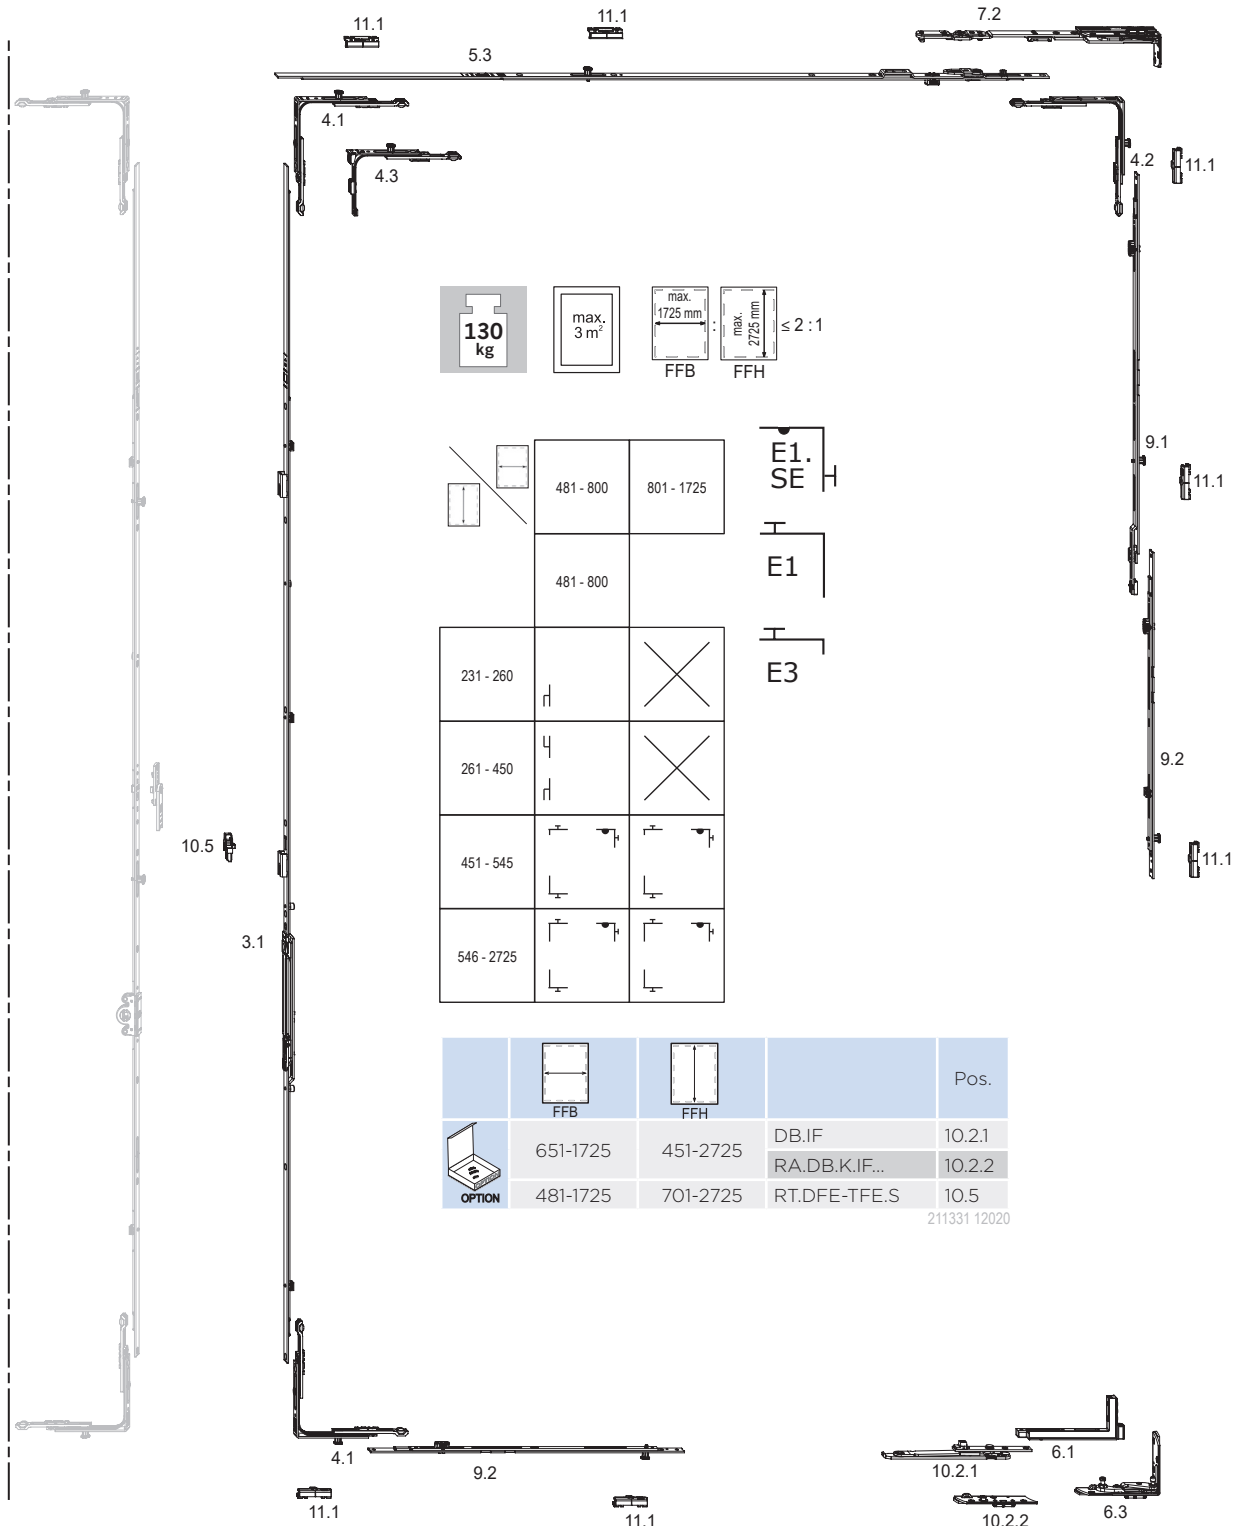 11.1
11.1
7.2
5.3
4.1
4.3
4.2
11.1
130
kg
max.
3 m²
max.
1725 mm
FFB
:
max.
2725 mm
FFH
≤ 2 : 1
9.1
11.1
481 - 800
801 - 1725
E1.
SE
481 - 800
E1
231 - 260
E3
261 - 450
9.2
451 - 545
10.5
11.1
3.1
546 - 2725
FFB
FFH
Pos.
OPTION
651-1725
451-2725
DB.IF
10.2.1
RA.DB.K.IF...
10.2.2
481-1725
701-2725
RT.DFE-TFE.S
10.5
211331 12020
4.1
9.2
10.2.1
6.1
11.1
11.1
10.2.2
6.3